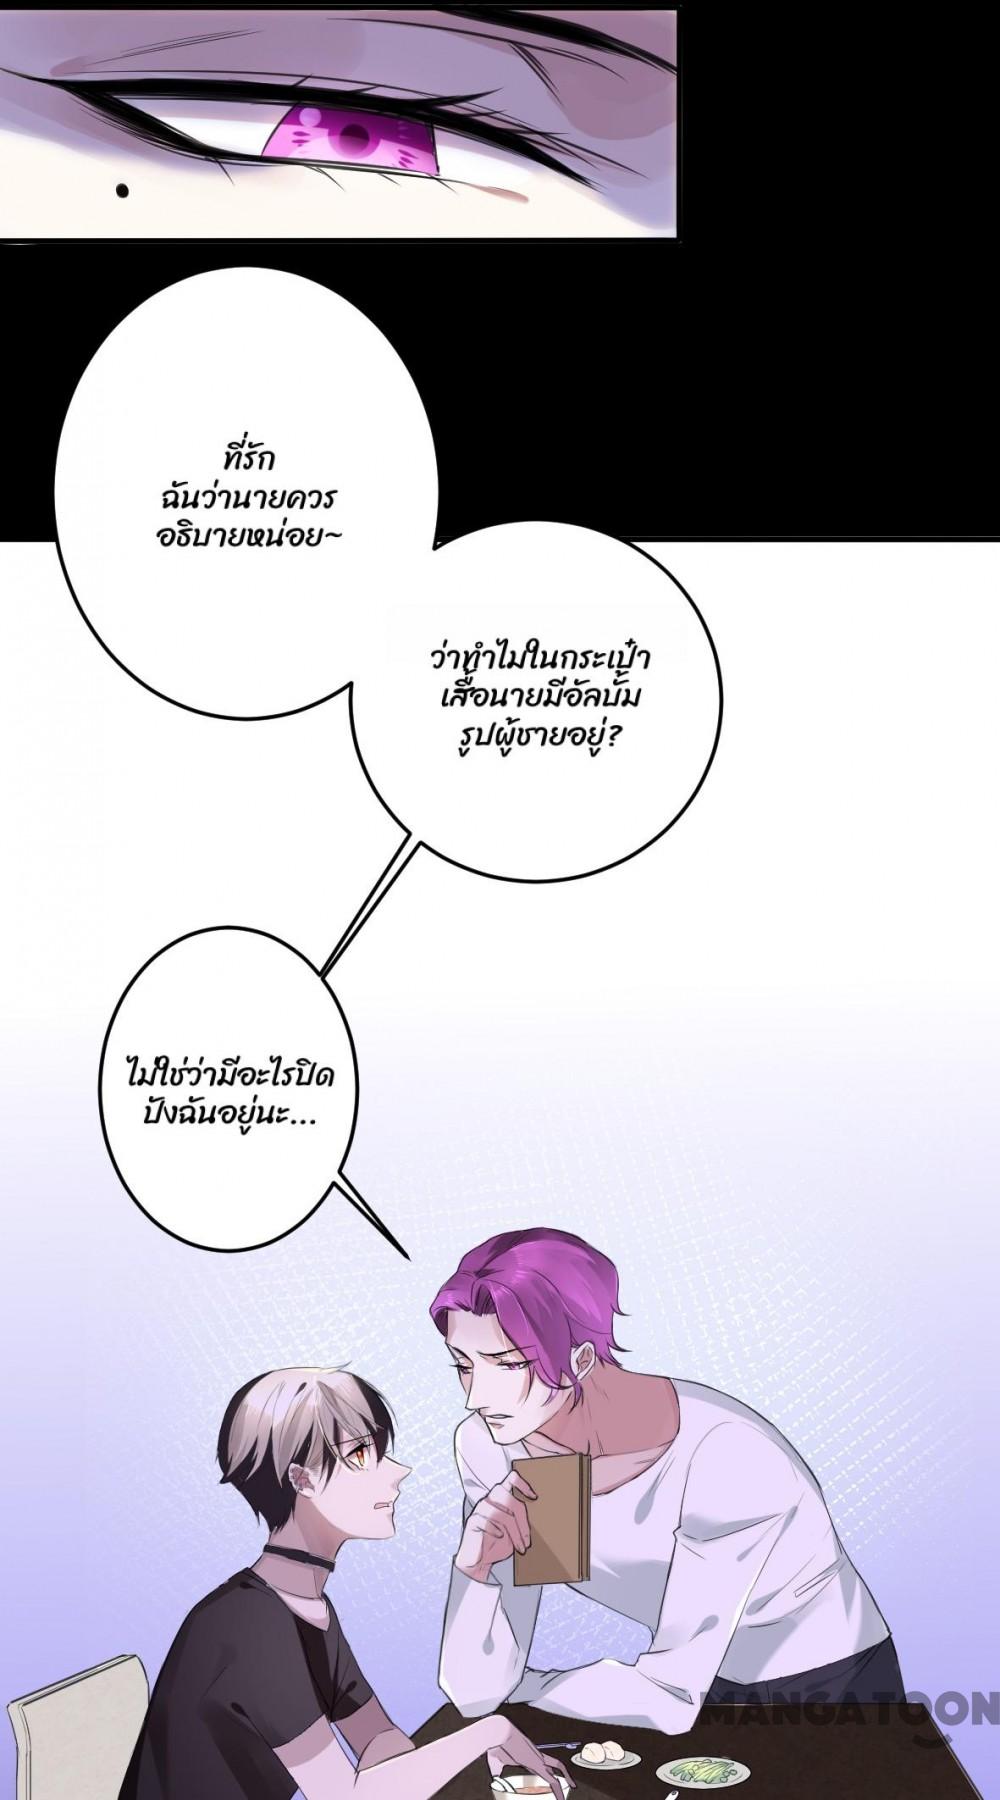 ที่รัก
ฉันว่านายควร
อธิบายหน่อย~
ว่าทำไมในกระเป๋า
เสื้อนายมีอัลบั้ม
รูปผู้ชายอยู่?
ไม่ใช่ว่ามีอะไรปิด
ปังฉันอยู่นะ...
MANGATOON